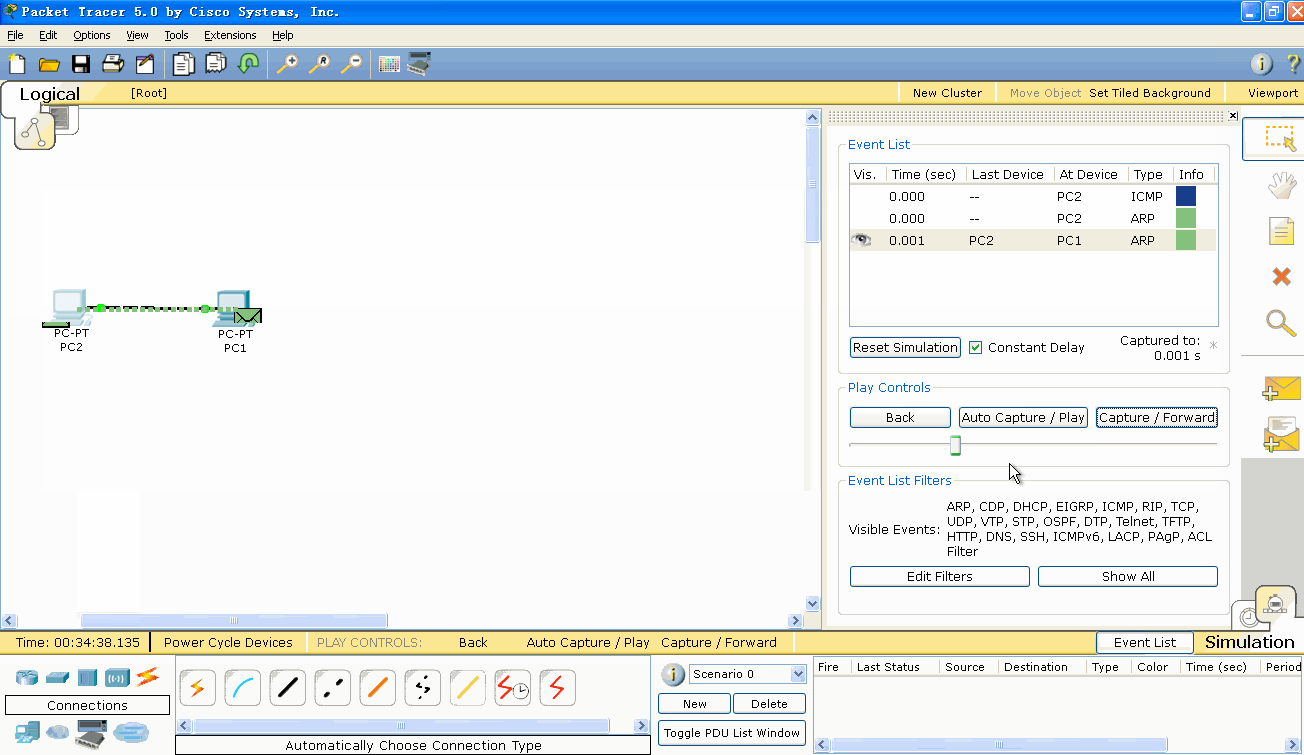 Packet Tracer 5.0 by Cisco Systems, Inc.
File Edit Options View Tools Extensions Help
Logical [Root] New Cluster Move Object Set Tiled Background Viewport
Event List
Vis. Time (sec) Last Device At Device Type Info
0.000 -- PC2 ICMP
0.000 -- PC2 ARP
0.001 PC2 PC1 ARP
Reset Simulation Constant Delay Captured to: *
0.001 s
PC-PT
PC2
PC-PT
PC1
Play Controls
Back Auto Capture / Play Capture / Forward
Event List Filters
Visible Events:
ARP, CDP, DHCP, EIGRP, ICMP, RIP, TCP,
UDP, VTP, STP, OSPF, DTP, Telnet, TFTP,
HTTP, DNS, SSH, ICMPv6, LACP, PAgP, ACL
Filter
Edit Filters Show All
Time: 00:34:38.135 Power Cycle Devices PLAY CONTROLS: Back Auto Capture / Play Capture / Forward Event List Simulation
Connections
Automatically Choose Connection Type
Scenario 0
New Delete
Toggle PDU List Window
Fire Last Status Source Destination Type Color Time (sec) Period